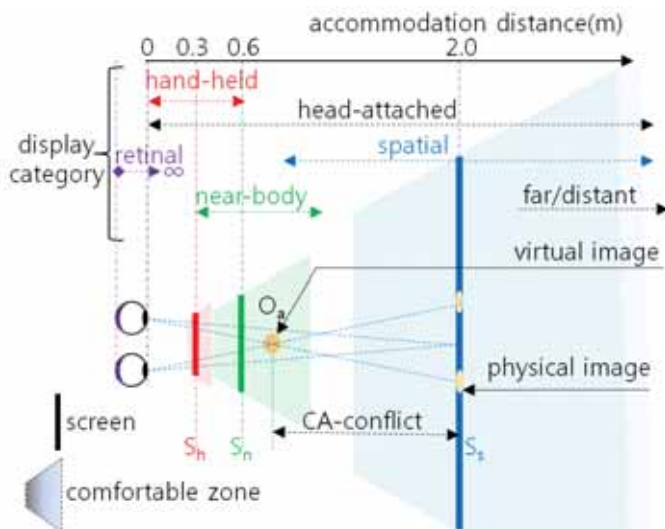 accommodation distance(m)
0 0.3 0.6 2.0
hand-held
head-attached
display
category
retinal ∞
spatial
near-body
far/distant
virtual image
Oa
physical image
CA-conflict
screen
Sh Sn Ss
comfortable zone